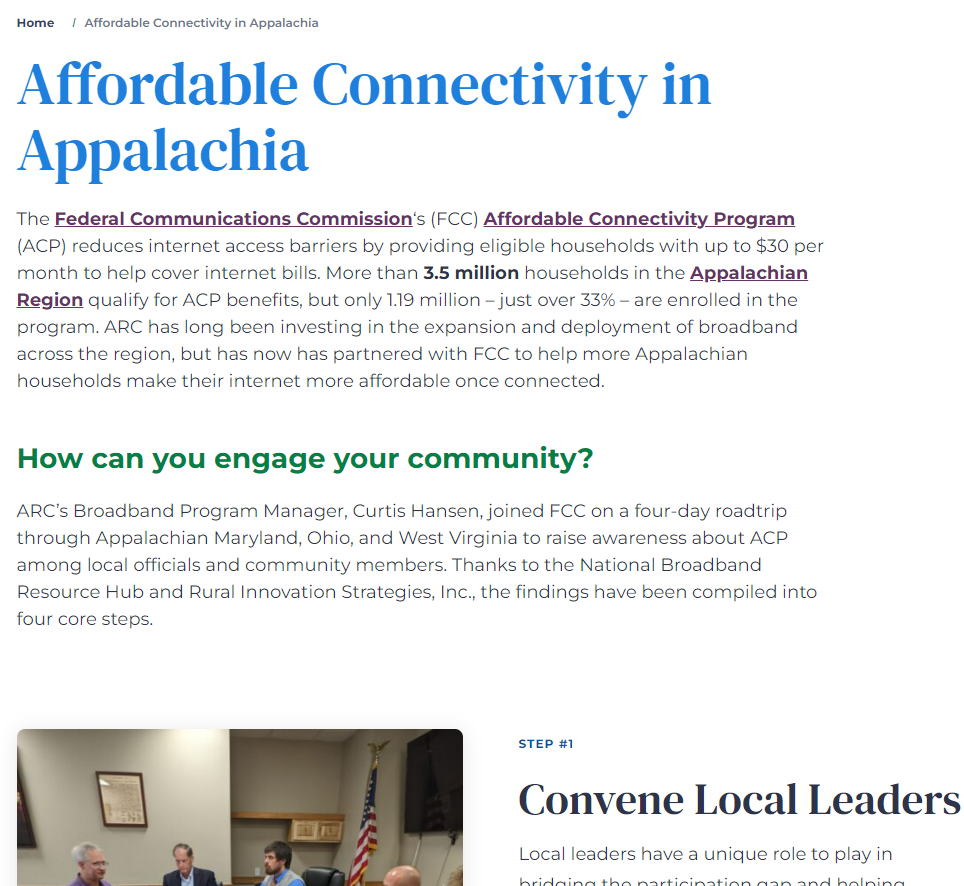 Home / Affordable Connectivity in Appalachia
Affordable Connectivity in
Appalachia
The Federal Communications Commission‘s (FCC) Affordable Connectivity Program
(ACP) reduces internet access barriers by providing eligible households with up to $30 per
month to help cover internet bills. More than 3.5 million households in the Appalachian
Region qualify for ACP benefits, but only 1.19 million – just over 33% – are enrolled in the
program. ARC has long been investing in the expansion and deployment of broadband
across the region, but has now has partnered with FCC to help more Appalachian
households make their internet more affordable once connected.
How can you engage your community?
ARC’s Broadband Program Manager, Curtis Hansen, joined FCC on a four-day roadtrip
through Appalachian Maryland, Ohio, and West Virginia to raise awareness about ACP
among local officials and community members. Thanks to the National Broadband
Resource Hub and Rural Innovation Strategies, Inc., the findings have been compiled into
four core steps.
STEP #1
Convene Local Leaders
Local leaders have a unique role to play in
bridging the participation gap and helping